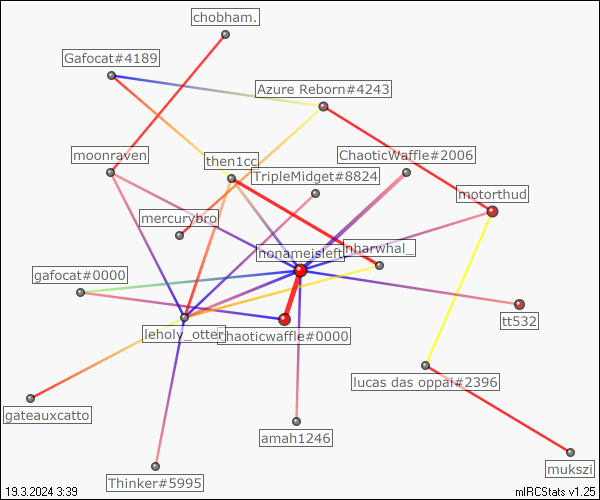 chobham.
Gafocat#4189
Azure Reborn#4243
moonraven
then1cc
ChaoticWaffle#2006
TripleMidget#8824
motorthud
mercurybro
nonameisleft
nharwhal_
gafocat#0000
tt532
leholy_otter
chaoticwaffle#0000
lucas das oppai#2396
gateauxcatto
amah1246
mukszi
Thinker#5995
19.3.2024 3:39
mIRCStats v1.25